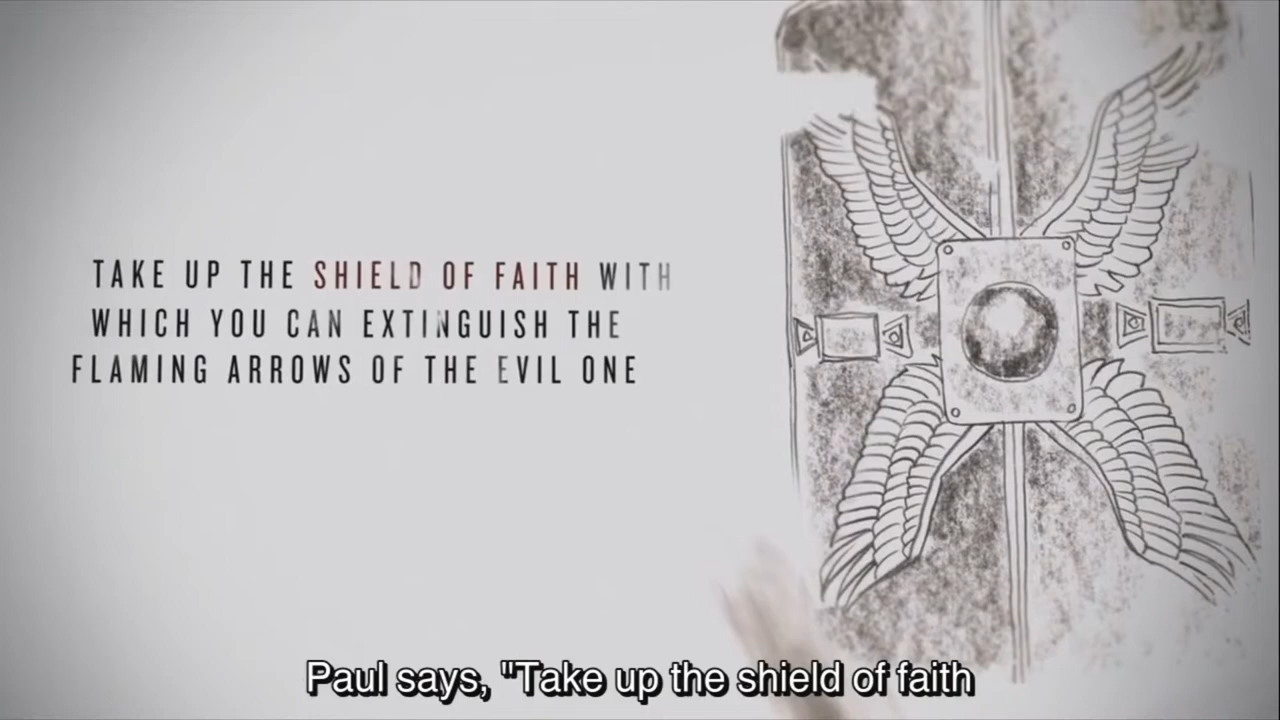 TAKE UP THE SHIELD OF FAITH WITH
WHICH YOU CAN EXTINGUISH THE
FLAMING ARROWS OF THE EVIL ONE
Paul says, "Take up the shield of faith